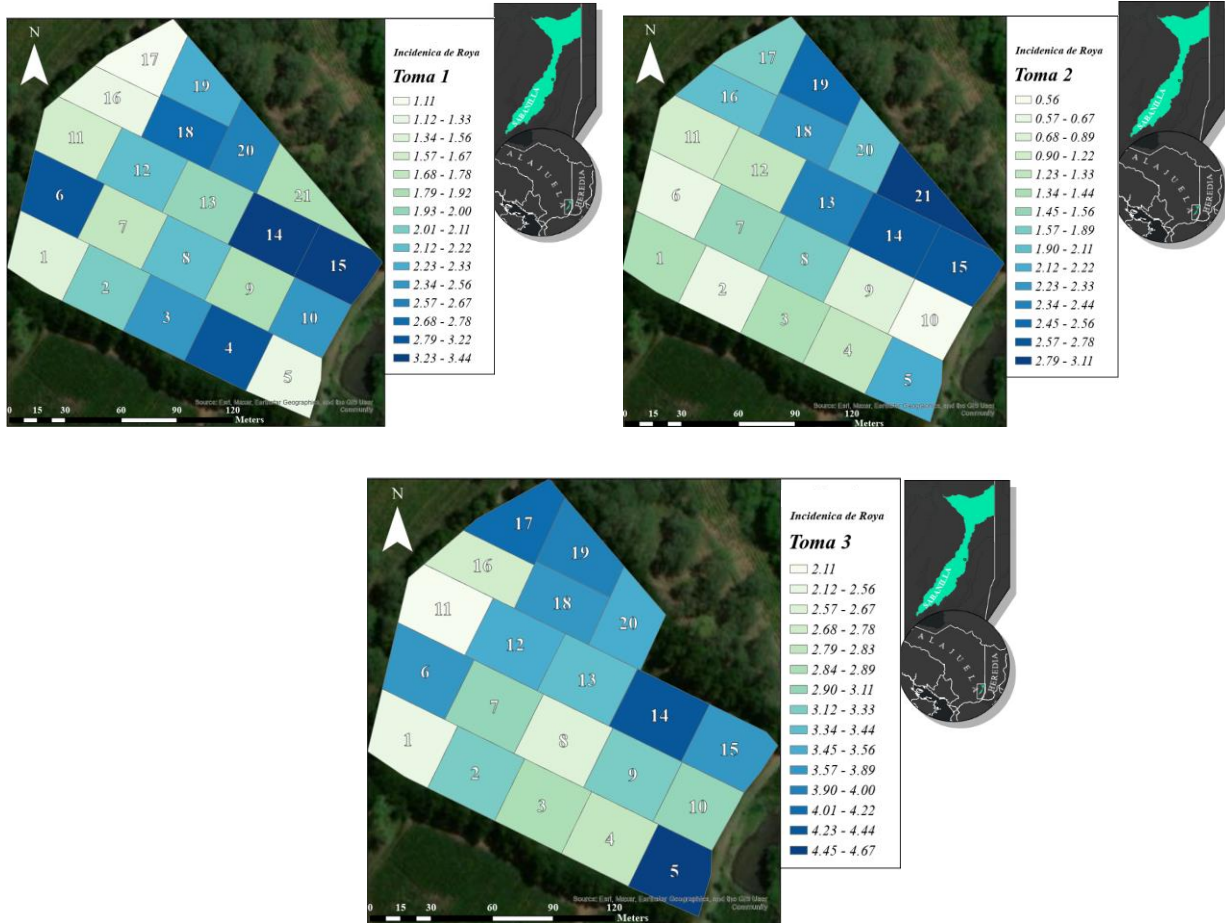 N
17
19
16
18
20
11
12
13
21
6
7
14
8
15
1
9
2
10
3
4
5
Source: Esri, Maxar, Earthstar Geographics, and the GIS User
Community
0 15 30 60 90 120
Meters
Incidenica de Roya
Toma 1
1.11
1.12 - 1.33
1.34 - 1.56
1.57 - 1.67
1.68 - 1.78
1.79 - 1.92
1.93 - 2.00
2.01 - 2.11
2.12 - 2.22
2.23 - 2.33
2.34 - 2.56
2.57 - 2.67
2.68 - 2.78
2.79 - 3.22
3.23 - 3.44
SABANILLA
ALAJUELA
HEREDIA
N
17
19
16
18
20
11
12
21
6
13
7
14
8
15
1
9
2
10
3
4
5
Source: Esri, Maxar, Earthstar Geographics, and the GIS User
Community
0 15 30 60 90 120
Meters
Incidenica de Roya
Toma 2
0.56
0.57 - 0.67
0.68 - 0.89
0.90 - 1.22
1.23 - 1.33
1.34 - 1.44
1.45 - 1.56
1.57 - 1.89
1.90 - 2.11
2.12 - 2.22
2.23 - 2.33
2.34 - 2.44
2.45 - 2.56
2.57 - 2.78
2.79 - 3.11
SABANILLA
ALAJUELA
HEREDIA
N
17
19
16
18
20
11
12
6
13
7
14
8
15
1
9
2
10
3
4
5
Source: Esri, Maxar, Earthstar Geographics, and the GIS User
Community
0 15 30 60 90 120
Meters
Incidenica de Roya
Toma 3
2.11
2.12 - 2.56
2.57 - 2.67
2.68 - 2.78
2.79 - 2.83
2.84 - 2.89
2.90 - 3.11
3.12 - 3.33
3.34 - 3.44
3.45 - 3.56
3.57 - 3.89
3.90 - 4.00
4.01 - 4.22
4.23 - 4.44
4.45 - 4.67
SABANILLA
ALAJUELA
HEREDIA